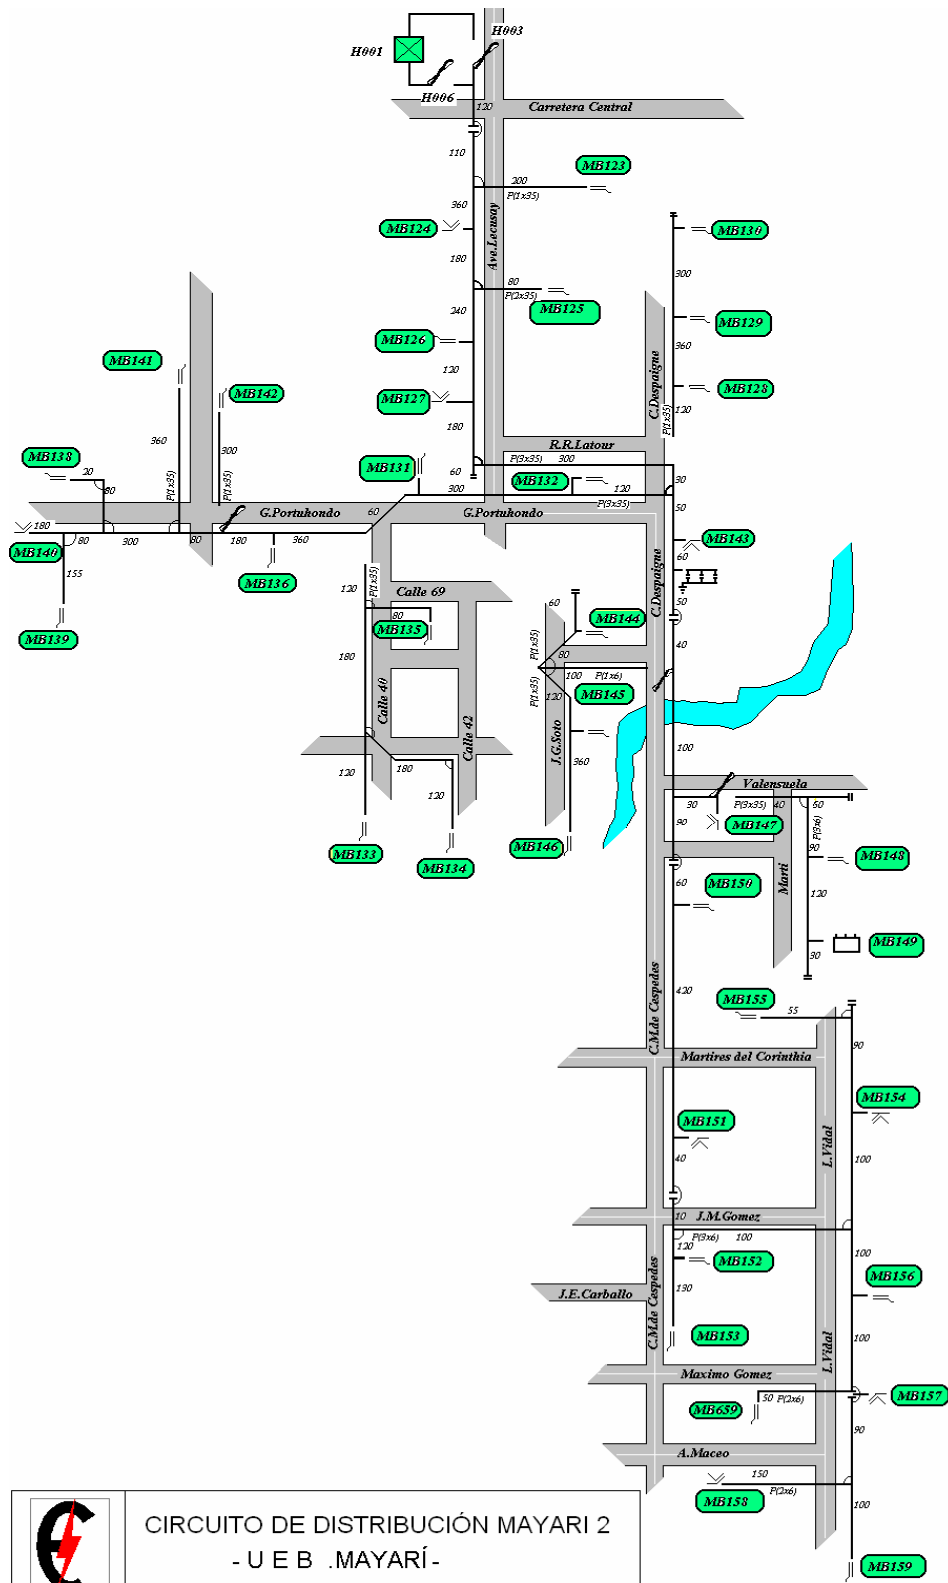 H003
H001
H006
120
Carretera Central
110
MB123
200
P(1x35)
360
MB124
Ave.Lecusay
MB130
180
80
P(2x35)
MB125
300
240
MB129
MB126
360
MB141
120
C.Despaigne
MB128
MB142
MB127
120
P(1x35)
360
180
R.R.Latour
300
MB138
P(3x35)
300
MB131
20
60
MB132
30
P(1x35)
P(1x35)
80
300
120
P(3x35)
50
60
G.Portuhondo
G.Portuhondo
180
MB140
80
300
80
180
360
MB143
60
155
MB136
C.Despaigne
120
P(1x35)
Calle 69
50
60
MB144
MB139
80
MB135
40
P(1x35)
180
80
100
P(1x6)
P(1x35)
120
MB145
Calle 40
Calle 42
J.G.Soto
100
360
120
180
120
Valensuela
30
P(3x35)
40
60
90
MB147
P(3x6)
MB133
MB134
MB146
90
MB148
60
MB150
Marti
120
MB149
30
C.M.de Cespedes
420
MB155
55
90
Martires del Corinthia
MB154
MB151
L.Vidal
40
100
10
J.M.Gomez
P(3x6)
100
120
100
MB152
MB156
130
J.E.Carballo
C.M.de Cespedes
MB153
L.Vidal
100
Maximo Gomez
50
P(2x6)
MB157
MB659
90
A.Maceo
150
P(2x6)
MB158
100
CIRCUITO DE DISTRIBUCIÓN MAYARI 2
- U E B .MAYARÍ -
MB159